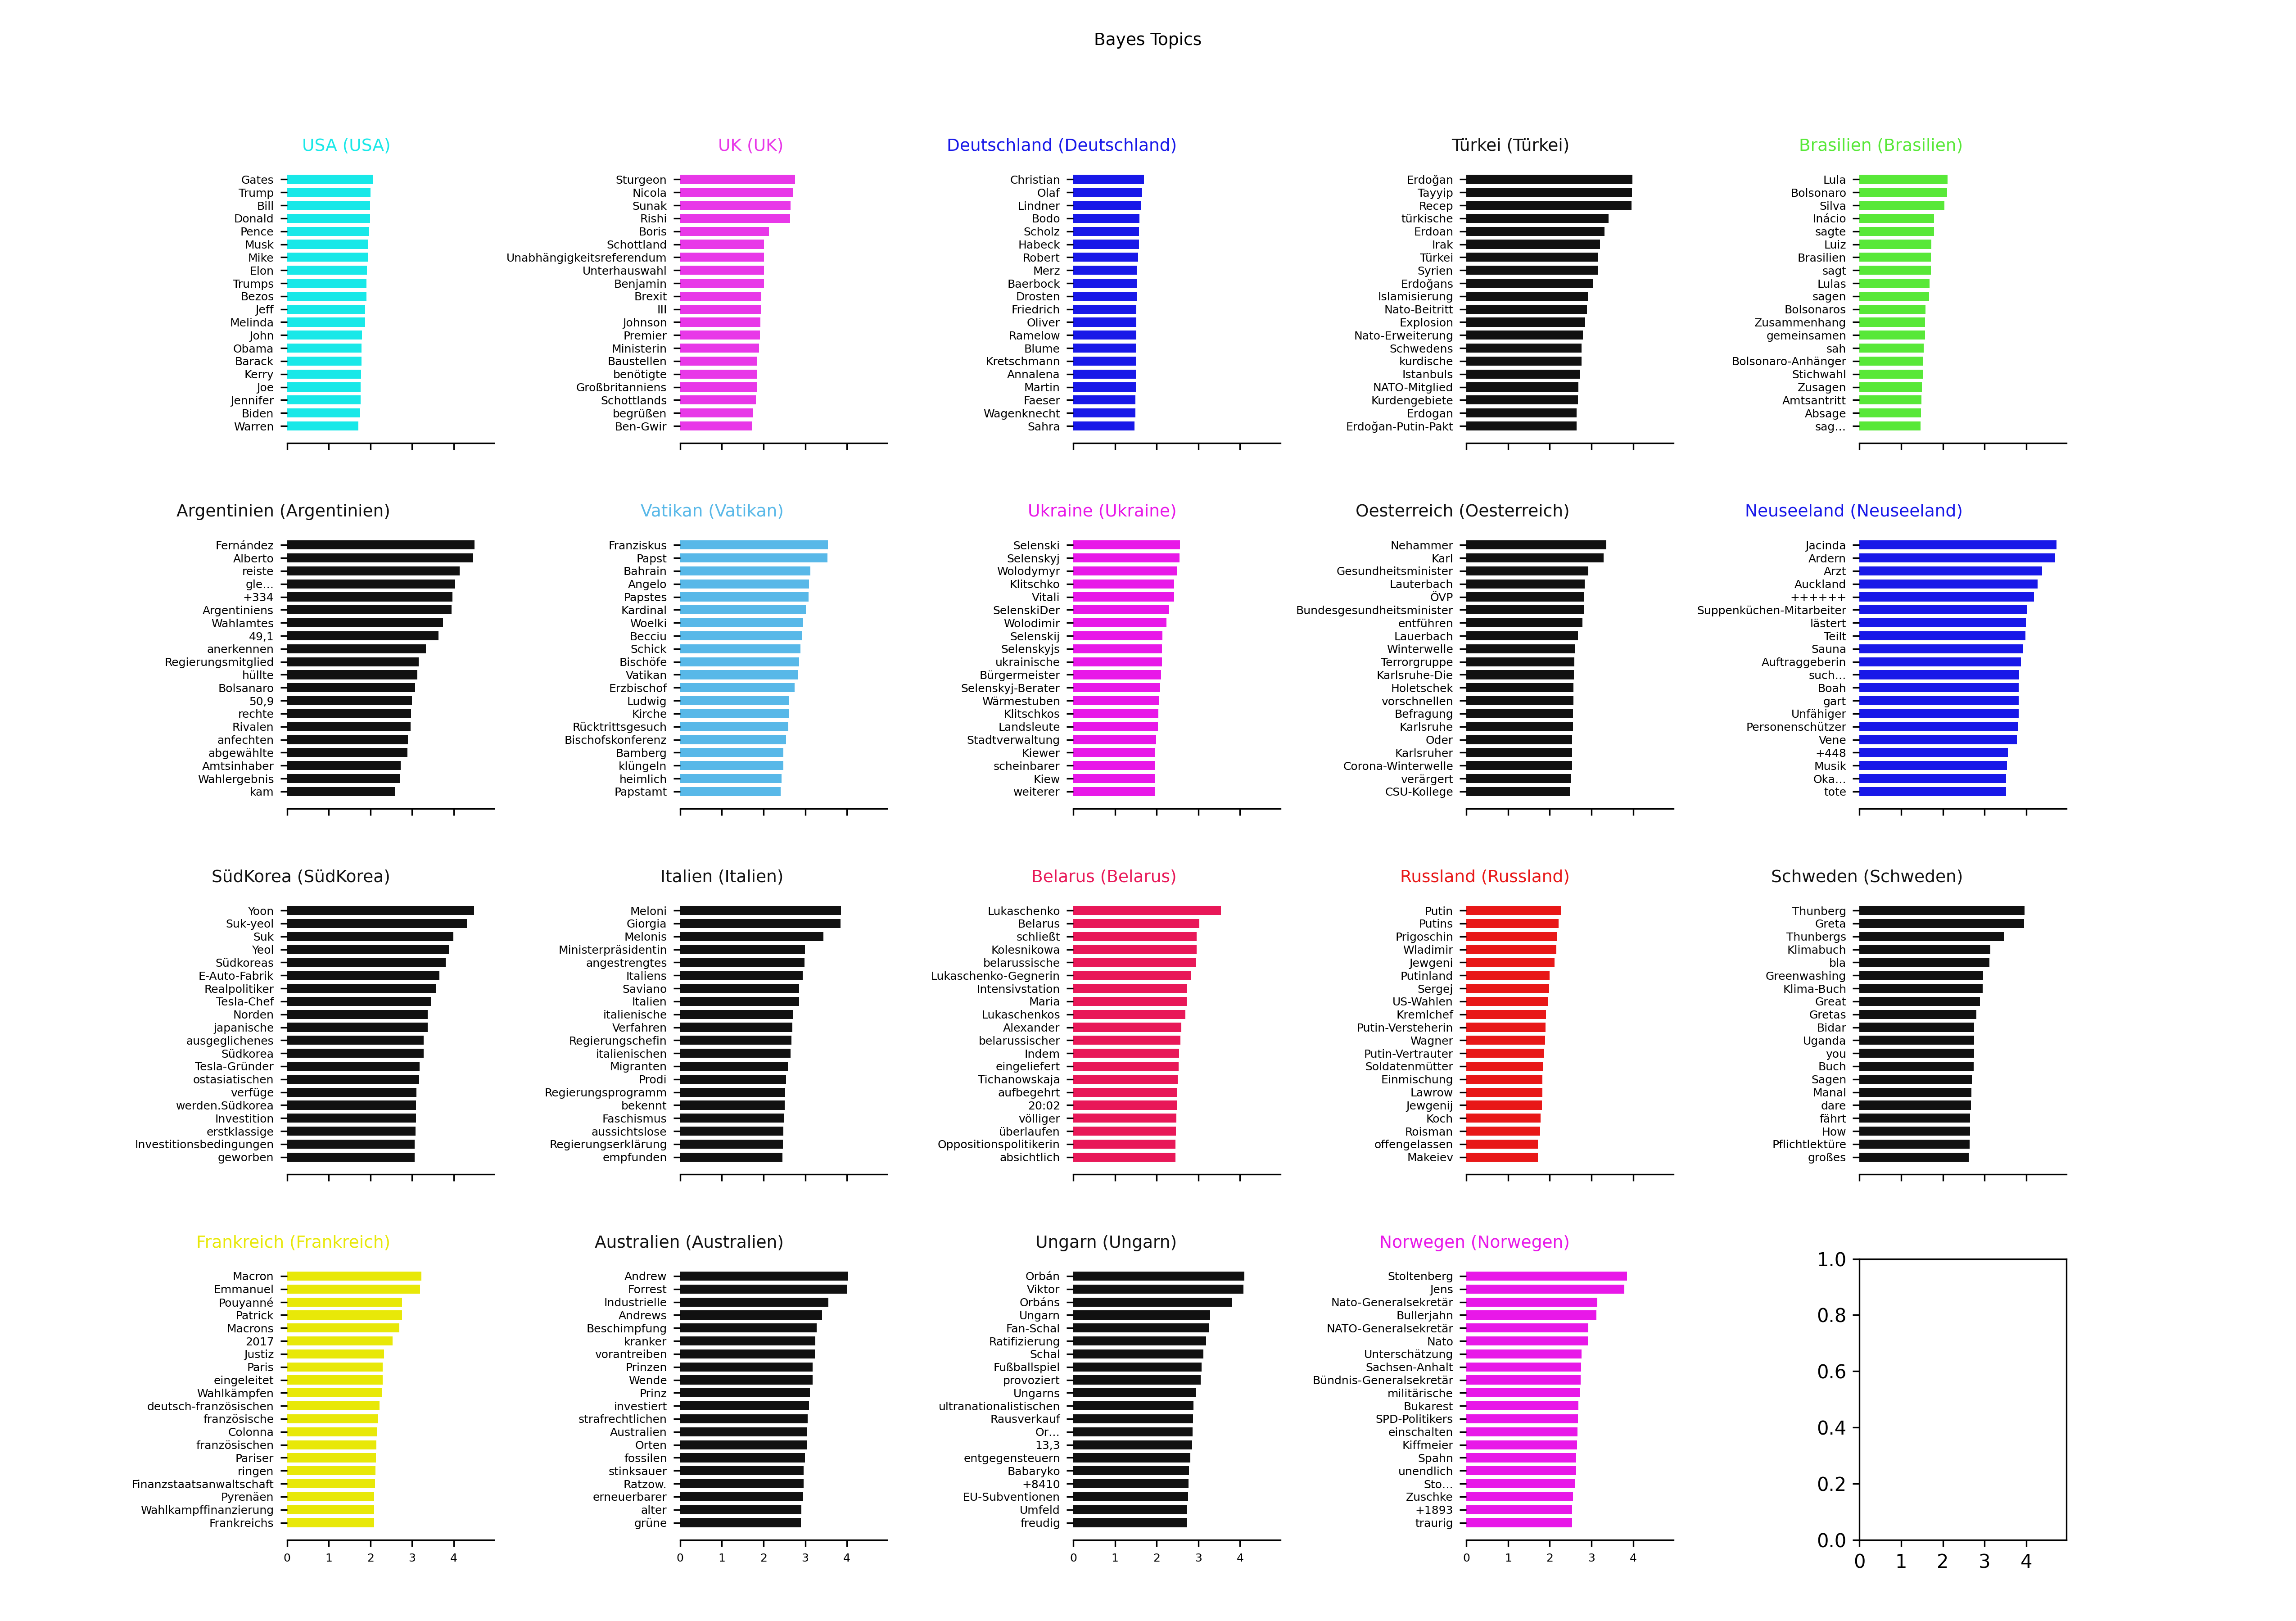 Bayes Topics
USA (USA)
Gates
Trump
Bill
Donald
Pence
Musk
Mike
Elon
Trumps
Bezos
Jeff
Melinda
John
Obama
Barack
Kerry
Joe
Jennifer
Biden
Warren
UK (UK)
Sturgeon
Nicola
Sunak
Rishi
Boris
Schottland
Unabhängigkeitsreferendum
Unterhauswahl
Benjamin
Brexit
III
Johnson
Premier
Ministerin
Baustellen
benötigte
Großbritanniens
Schottlands
begrüßen
Ben-Gwir
Deutschland (Deutschland)
Christian
Olaf
Lindner
Bodo
Scholz
Habeck
Robert
Merz
Baerbock
Drosten
Friedrich
Oliver
Ramelow
Blume
Kretschmann
Annalena
Martin
Faeser
Wagenknecht
Sahra
Türkei (Türkei)
Erdoğan
Tayyip
Recep
türkische
Erdoan
Irak
Türkei
Syrien
Erdoğans
Islamisierung
Nato-Beitritt
Explosion
Nato-Erweiterung
Schwedens
kurdische
Istanbuls
NATO-Mitglied
Kurdengebiete
Erdogan
Erdoğan-Putin-Pakt
Brasilien (Brasilien)
Lula
Bolsonaro
Silva
Inácio
sagte
Luiz
Brasilien
sagt
Lulas
sagen
Bolsonaros
Zusammenhang
gemeinsamen
sah
Bolsonaro-Anhänger
Stichwahl
Zusagen
Amtsantritt
Absage
sag…
Argentinien (Argentinien)
Fernández
Alberto
reiste
gle…
+334
Argentiniens
Wahlamtes
49,1
anerkennen
Regierungsmitglied
hüllte
Bolsanaro
50,9
rechte
Rivalen
anfechten
abgewählte
Amtsinhaber
Wahlergebnis
kam
Vatikan (Vatikan)
Franziskus
Papst
Bahrain
Angelo
Papstes
Kardinal
Woelki
Becciu
Schick
Bischöfe
Vatikan
Erzbischof
Ludwig
Kirche
Rücktrittsgesuch
Bischofskonferenz
Bamberg
klüngeln
heimlich
Papstamt
Ukraine (Ukraine)
Selenski
Selenskyj
Wolodymyr
Klitschko
Vitali
SelenskiDer
Wolodimir
Selenskij
Selenskyjs
ukrainische
Bürgermeister
Selenskyj-Berater
Wärmestuben
Klitschkos
Landsleute
Stadtverwaltung
Kiewer
scheinbarer
Kiew
weiterer
Oesterreich (Oesterreich)
Nehammer
Karl
Gesundheitsminister
Lauterbach
ÖVP
Bundesgesundheitsminister
entführen
Lauerbach
Winterwelle
Terrorgruppe
Karlsruhe-Die
Holetschek
vorschnellen
Befragung
Karlsruhe
Oder
Karlsruher
Corona-Winterwelle
verärgert
CSU-Kollege
Neuseeland (Neuseeland)
Jacinda
Ardern
Arzt
Auckland
++++++
Suppenküchen-Mitarbeiter
lästert
Teilt
Sauna
Auftraggeberin
such…
Boah
gart
Unfähiger
Personenschützer
Vene
+448
Musik
Oka…
tote
SüdKorea (SüdKorea)
Yoon
Suk-yeol
Suk
Yeol
Südkoreas
E-Auto-Fabrik
Realpolitiker
Tesla-Chef
Norden
japanische
ausgeglichenes
Südkorea
Tesla-Gründer
ostasiatischen
verfüge
werden.Südkorea
Investition
erstklassige
Investitionsbedingungen
geworben
Italien (Italien)
Meloni
Giorgia
Melonis
Ministerpräsidentin
angestrengtes
Italiens
Saviano
Italien
italienische
Verfahren
Regierungschefin
italienischen
Migranten
Prodi
Regierungsprogramm
bekennt
Faschismus
aussichtslose
Regierungserklärung
empfunden
Belarus (Belarus)
Lukaschenko
Belarus
schließt
Kolesnikowa
belarussische
Lukaschenko-Gegnerin
Intensivstation
Maria
Lukaschenkos
Alexander
belarussischer
Indem
eingeliefert
Tichanowskaja
aufbegehrt
20:02
völliger
überlaufen
Oppositionspolitikerin
absichtlich
Russland (Russland)
Putin
Putins
Prigoschin
Wladimir
Jewgeni
Putinland
Sergej
US-Wahlen
Kremlchef
Putin-Versteherin
Wagner
Putin-Vertrauter
Soldatenmütter
Einmischung
Lawrow
Jewgenij
Koch
Roisman
offengelassen
Makeiev
Schweden (Schweden)
Thunberg
Greta
Thunbergs
Klimabuch
bla
Greenwashing
Klima-Buch
Great
Gretas
Bidar
Uganda
you
Buch
Sagen
Manal
dare
fährt
How
Pflichtlektüre
großes
Frankreich (Frankreich)
Macron
Emmanuel
Pouyanné
Patrick
Macrons
2017
Justiz
Paris
eingeleitet
Wahlkämpfen
deutsch-französischen
französische
Colonna
französischen
Pariser
ringen
Finanzstaatsanwaltschaft
Pyrenäen
Wahlkampffinanzierung
Frankreichs
0 1 2 3 4
Australien (Australien)
Andrew
Forrest
Industrielle
Andrews
Beschimpfung
kranker
vorantreiben
Prinzen
Wende
Prinz
investiert
strafrechtlichen
Australien
Orten
fossilen
stinksauer
Ratzow.
erneuerbarer
alter
grüne
0 1 2 3 4
Ungarn (Ungarn)
Orbán
Viktor
Orbáns
Ungarn
Fan-Schal
Ratifizierung
Schal
Fußballspiel
provoziert
Ungarns
ultranationalistischen
Rausverkauf
Or…
13,3
entgegensteuern
Babaryko
+8410
EU-Subventionen
Umfeld
freudig
0 1 2 3 4
Norwegen (Norwegen)
Stoltenberg
Jens
Nato-Generalsekretär
Bullerjahn
NATO-Generalsekretär
Nato
Unterschätzung
Sachsen-Anhalt
Bündnis-Generalsekretär
militärische
Bukarest
SPD-Politikers
einschalten
Kiffmeier
Spahn
unendlich
Sto…
Zuschke
+1893
traurig
0 1 2 3 4
1.0
0.8
0.6
0.4
0.2
0.0
0 1 2 3 4